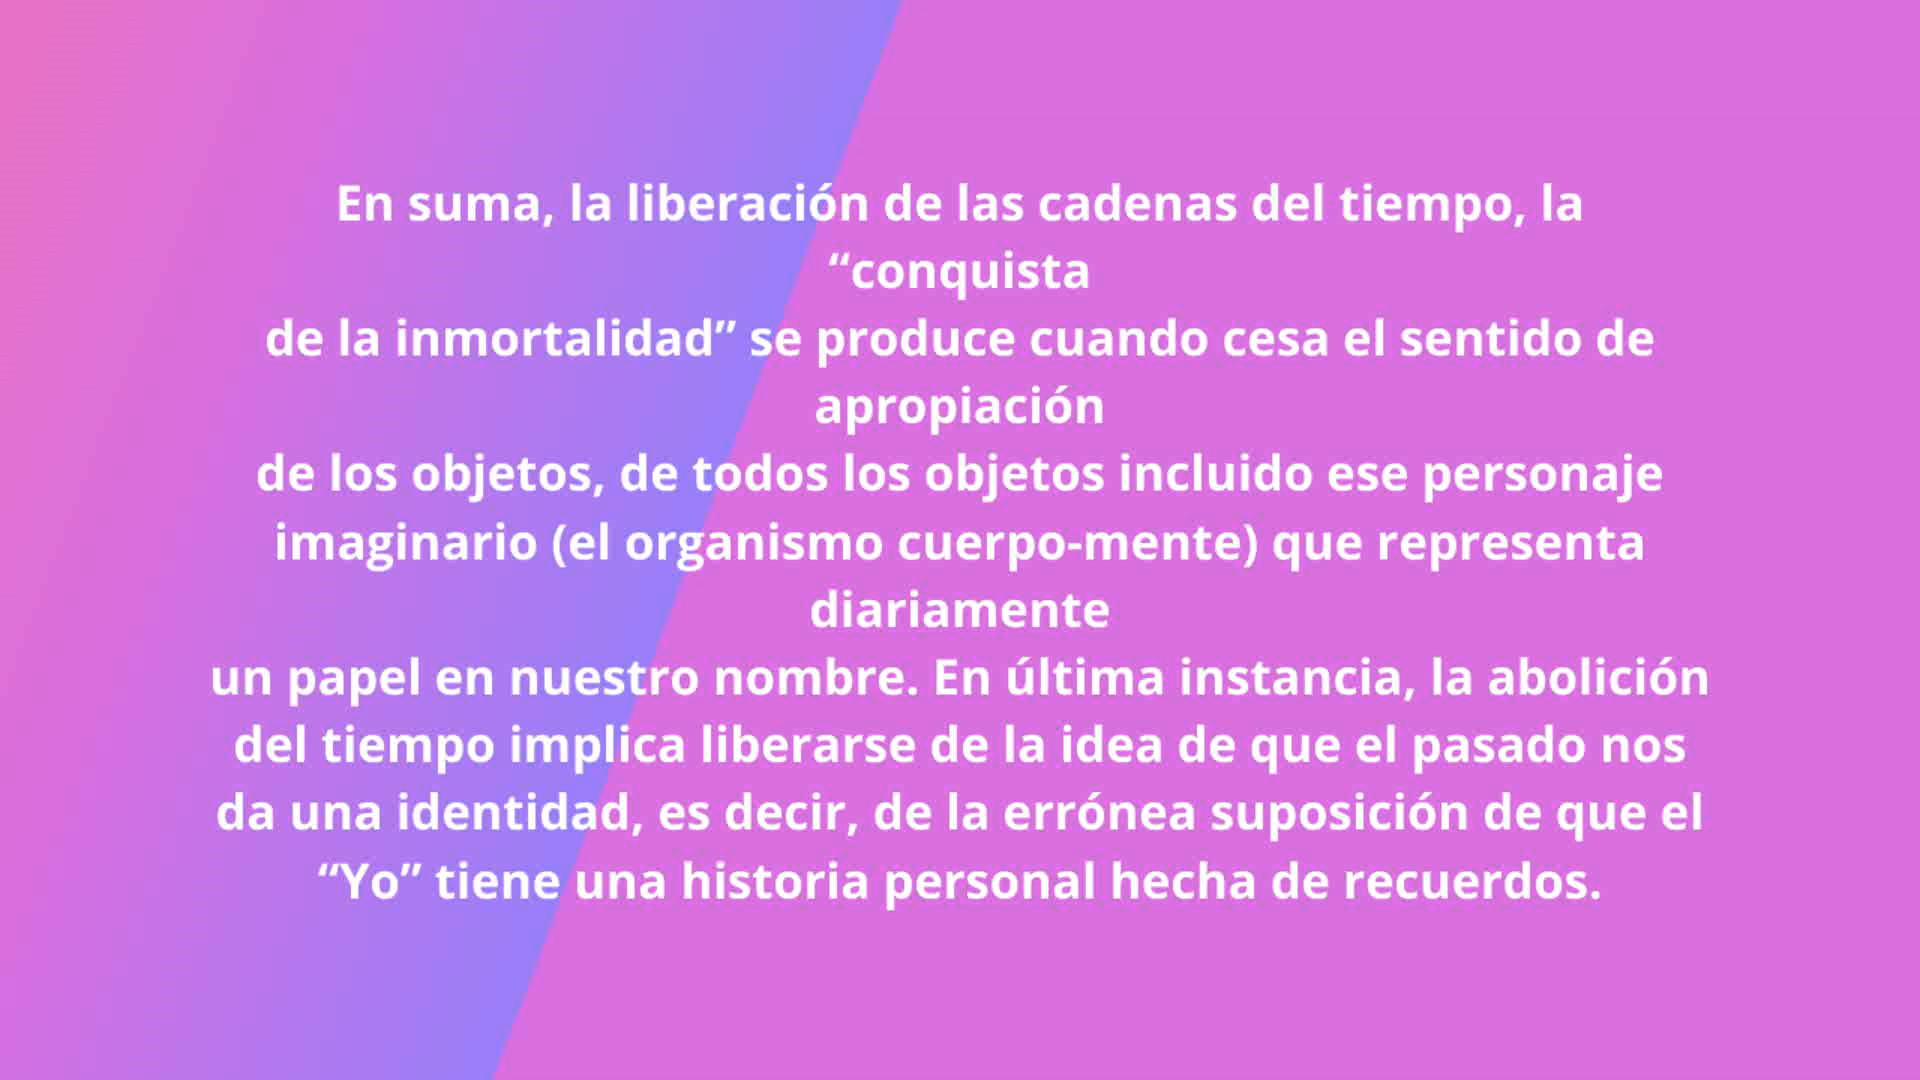 En suma, la liberación de las cadenas del tiempo, la
“conquista
de la inmortalidad” se produce cuando cesa el sentido de
apropiación
de los objetos, de todos los objetos incluido ese personaje
imaginario (el organismo cuerpo-mente) que representa
diariamente
un papel en nuestro nombre. En última instancia, la abolición
del tiempo implica liberarse de la idea de que el pasado nos
da una identidad, es decir, de la errónea suposición de que el
“Yo” tiene una historia personal hecha de recuerdos.